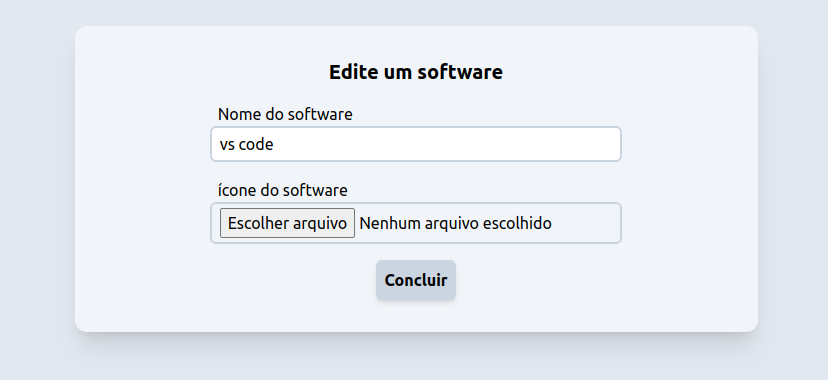 Edite um software
Nome do software
vs code
ícone do software
Escolher arquivo Nenhum arquivo escolhido
Concluir